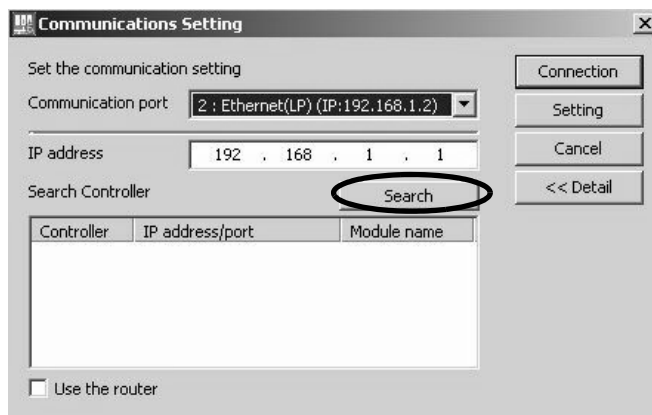 Communications Setting
Set the communication setting
Communication port 2 : Ethernet(LP) (IP:192.168.1.2)
IP address 192 . 168 . 1 . 1
Search Controller Search
Controller IP address/port Module name
Use the router
Connection
Setting
Cancel
<< Detail